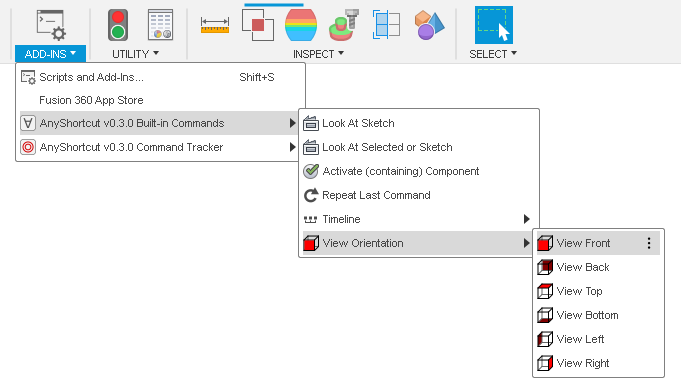 ADD-INS ▾ UTILITY ▾ INSPECT ▾ SELECT ▾
Scripts and Add-Ins... Shift+S
Fusion 360 App Store
AnyShortcut v0.3.0 Built-in Commands
AnyShortcut v0.3.0 Command Tracker
Look At Sketch
Look At Selected or Sketch
Activate (containing) Component
Repeat Last Command
Timeline
View Orientation
View Front
View Back
View Top
View Bottom
View Left
View Right